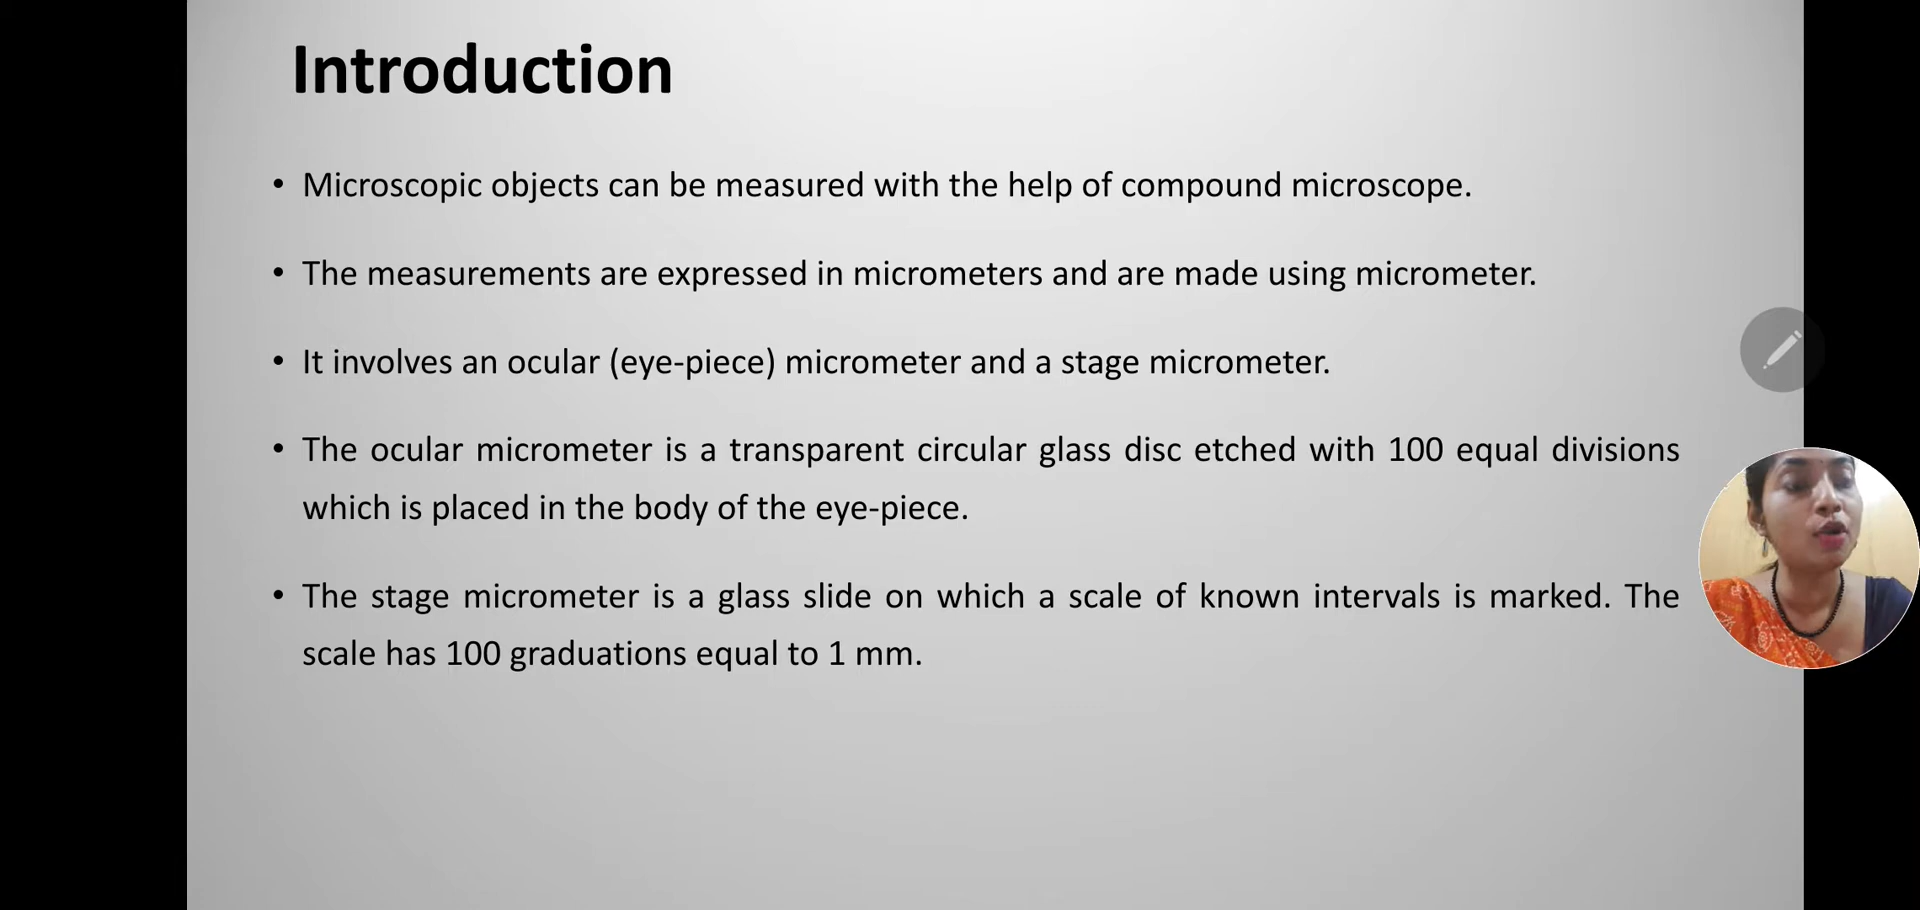 Introduction
• Microscopic objects can be measured with the help of compound microscope.
• The measurements are expressed in micrometers and are made using micrometer.
• It involves an ocular (eye-piece) micrometer and a stage micrometer.
• The ocular micrometer is a transparent circular glass disc etched with 100 equal divisions
which is placed in the body of the eye-piece.
• The stage micrometer is a glass slide on which a scale of known intervals is marked. The
scale has 100 graduations equal to 1 mm.